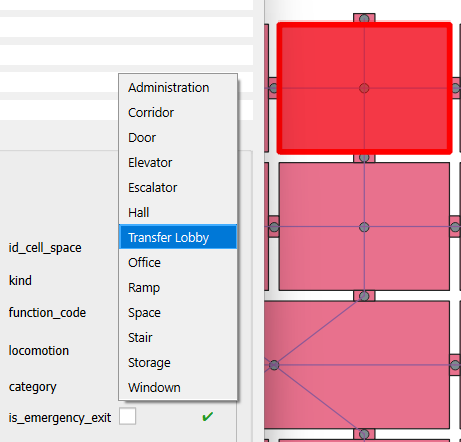 Administration
Corridor
Door
Elevator
Escalator
Hall
Transfer Lobby
Office
Ramp
Space
Stair
Storage
Windown
id_cell_space
kind
function_code
locomotion
category
is_emergency_exit